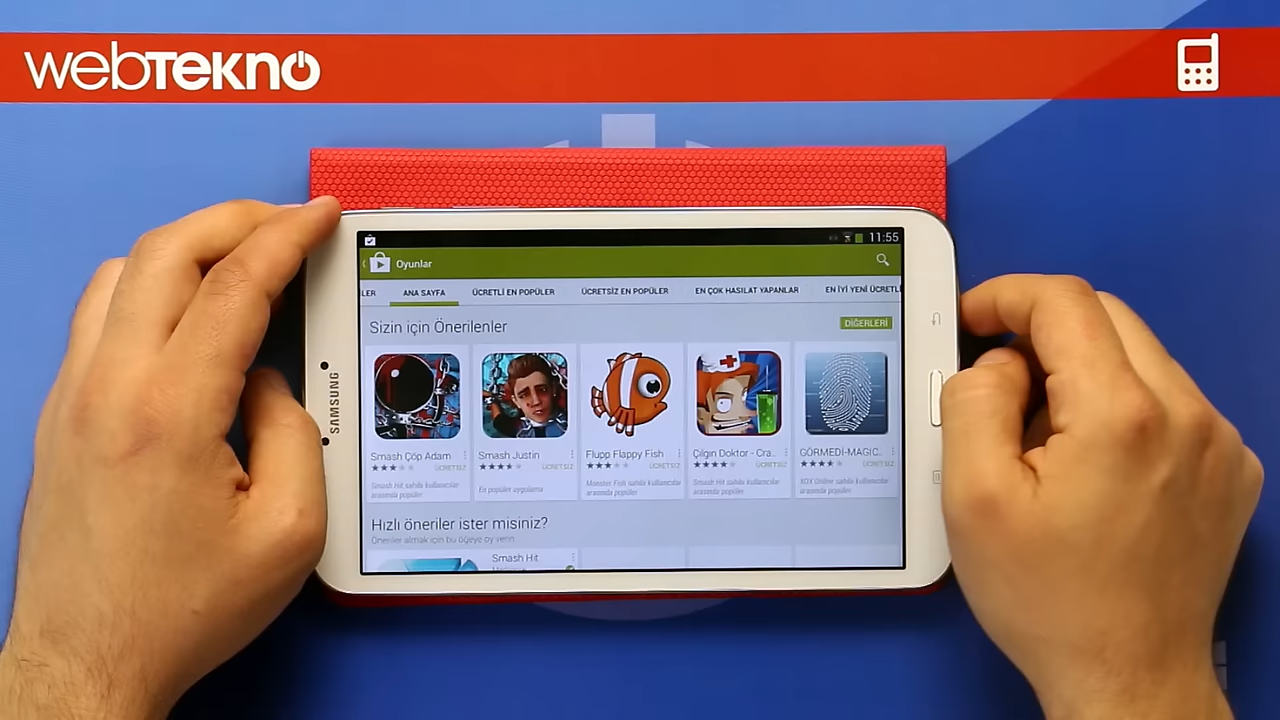 webTEKNO
SAMSUNG
11:55
Oyunlar
LER
ANA SAYFA
ÜCRETLİ EN POPÜLER
ÜCRETSİZ EN POPÜLER
EN ÇOK HASILAT YAPANLAR
EN İYİ YENİ ÜCRETLİ
Sizin için Önerilenler
DİĞERLERİ
Smash Çöp Adam
ÜCRETSİZ
Smash Hit sahibi kullanıcılar
arasında popüler
Smash Justin
ÜCRETSİZ
En popüler uygulama
Flupp Flappy Fish
ÜCRETSİZ
Monster Fish sahibi kullanıcılar
arasında popüler
Çılgın Doktor - Cra...
ÜCRETSİZ
Smash Hit sahibi kullanıcılar
arasında popüler
GÖRMEDİ-MAGIC...
ÜCRETSİZ
XOX Online sahibi kullanıcılar
arasında popüler
Hızlı öneriler ister misiniz?
Öneriler almak için bu öğeye oy verin.
Smash Hit